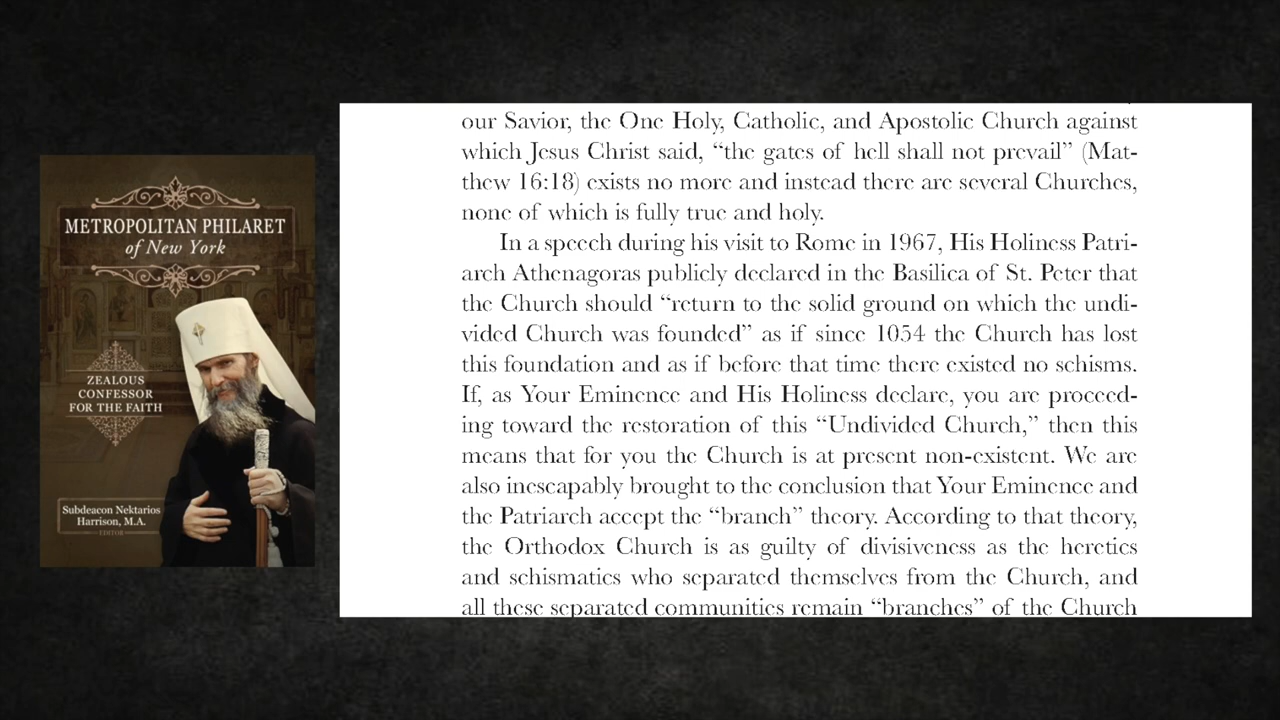 METROPOLITAN PHILARET
of New York
ZEALOUS
CONFESSOR
FOR THE FAITH
Subdeacon Nektarios
Harrison, M.A.
EDITOR
our Savior, the One Holy, Catholic, and Apostolic Church against
which Jesus Christ said, “the gates of hell shall not prevail” (Mat-
thew 16:18) exists no more and instead there are several Churches,
none of which is fully true and holy.
In a speech during his visit to Rome in 1967, His Holiness Patri-
arch Athenagoras publicly declared in the Basilica of St. Peter that
the Church should “return to the solid ground on which the undi-
vided Church was founded” as if since 1054 the Church has lost
this foundation and as if before that time there existed no schisms.
If, as Your Eminence and His Holiness declare, you are proceed-
ing toward the restoration of this “Undivided Church,” then this
means that for you the Church is at present non-existent. We are
also inescapably brought to the conclusion that Your Eminence and
the Patriarch accept the “branch” theory. According to that theory,
the Orthodox Church is as guilty of divisiveness as the heretics
and schismatics who separated themselves from the Church, and
all these separated communities remain “branches” of the Church